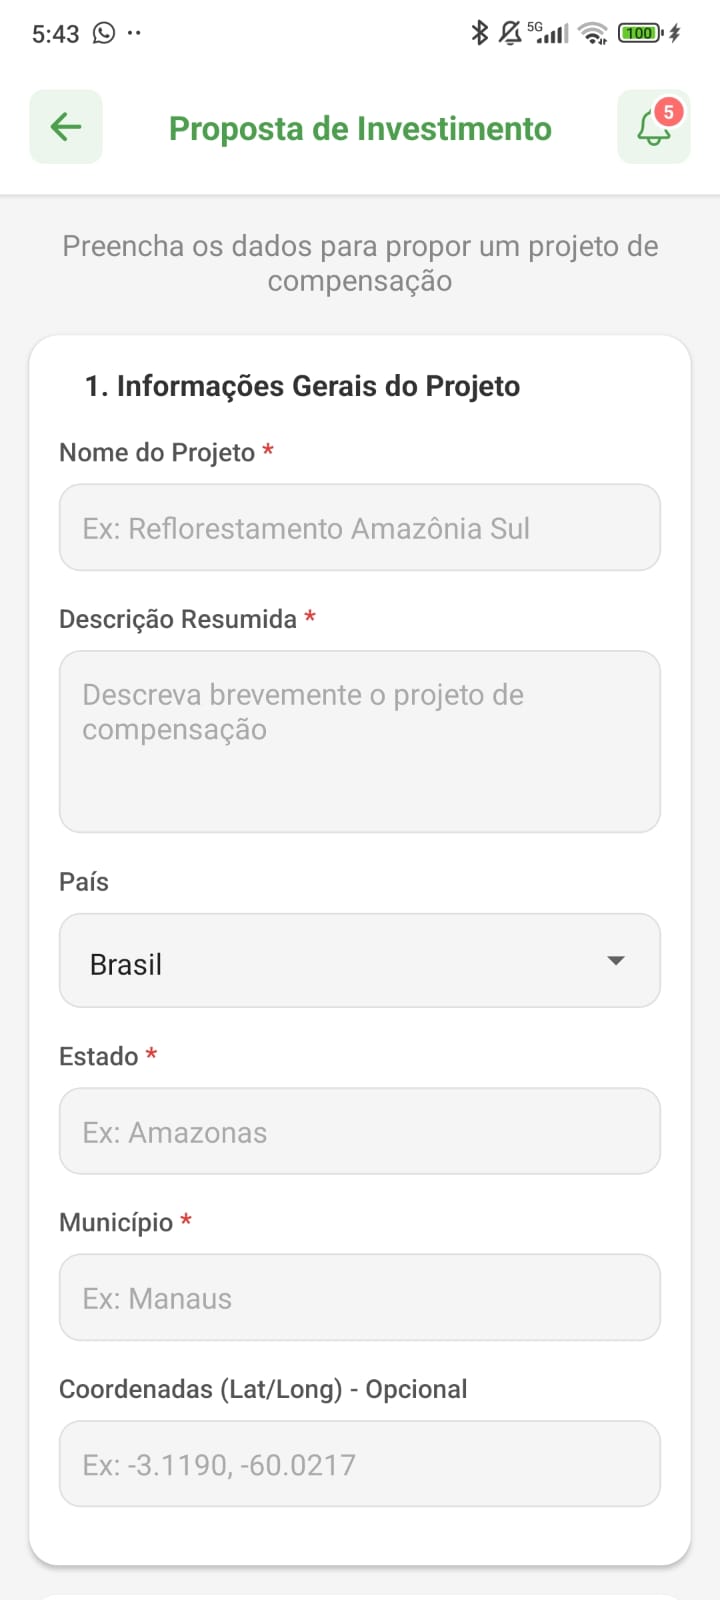 5:43
5G
100
Proposta de Investimento
5
Preencha os dados para propor um projeto de
compensação
1. Informações Gerais do Projeto
Nome do Projeto *
Ex: Reflorestamento Amazônia Sul
Descrição Resumida *
Descreva brevemente o projeto de
compensação
País
Brasil
Estado *
Ex: Amazonas
Município *
Ex: Manaus
Coordenadas (Lat/Long) - Opcional
Ex: -3.1190, -60.0217